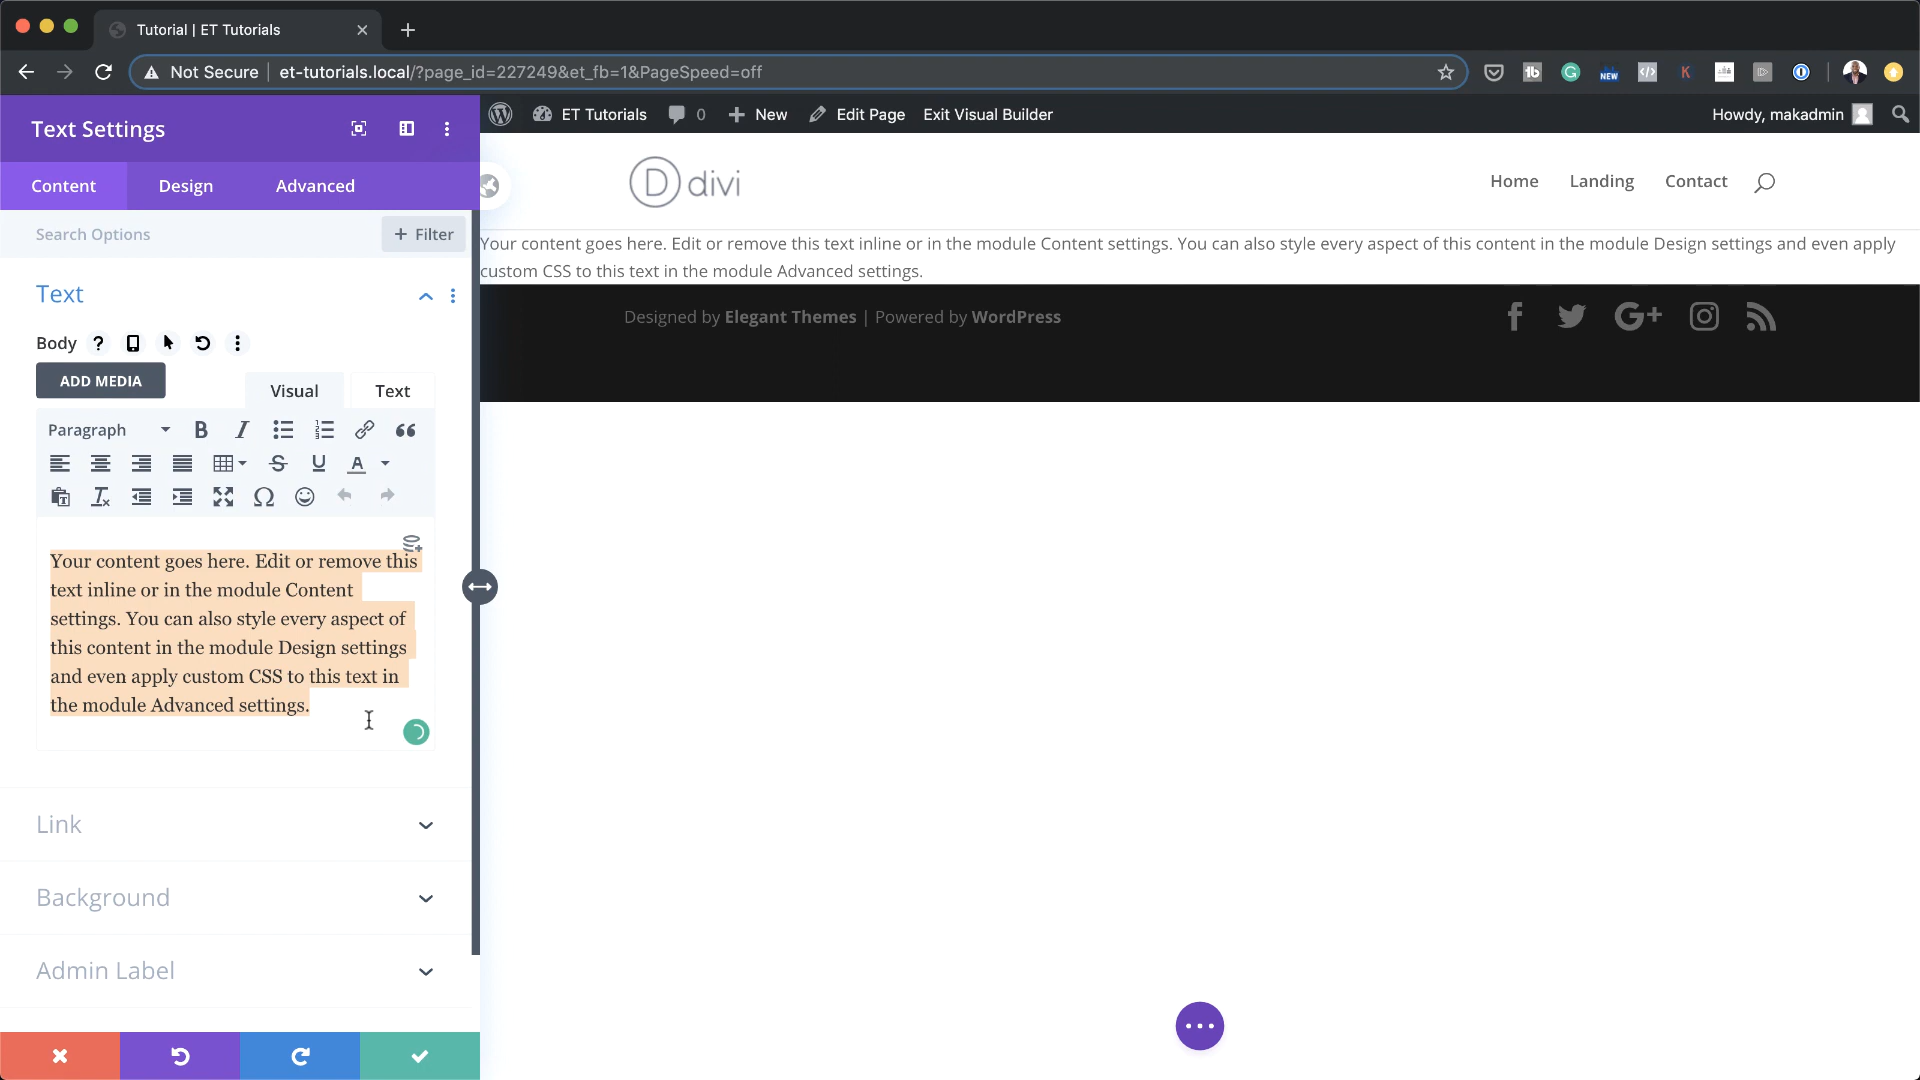 Tutorial | ET Tutorials
Not Secure | et-tutorials.local/?page_id=227249&et_fb=1&PageSpeed=off
NEW
Text Settings
ET Tutorials 0 New Edit Page Exit Visual Builder Howdy, makadmin
Content Design Advanced
D divi
Home Landing Contact
Search Options + Filter
Your content goes here. Edit or remove this text inline or in the module Content settings. You can also style every aspect of this content in the module Design settings and even apply
custom CSS to this text in the module Advanced settings.
Designed by Elegant Themes | Powered by WordPress
Text
Body
ADD MEDIA
Visual Text
Paragraph
Your content goes here. Edit or remove this
text inline or in the module Content
settings. You can also style every aspect of
this content in the module Design settings
and even apply custom CSS to this text in
the module Advanced settings.
Link
Background
Admin Label